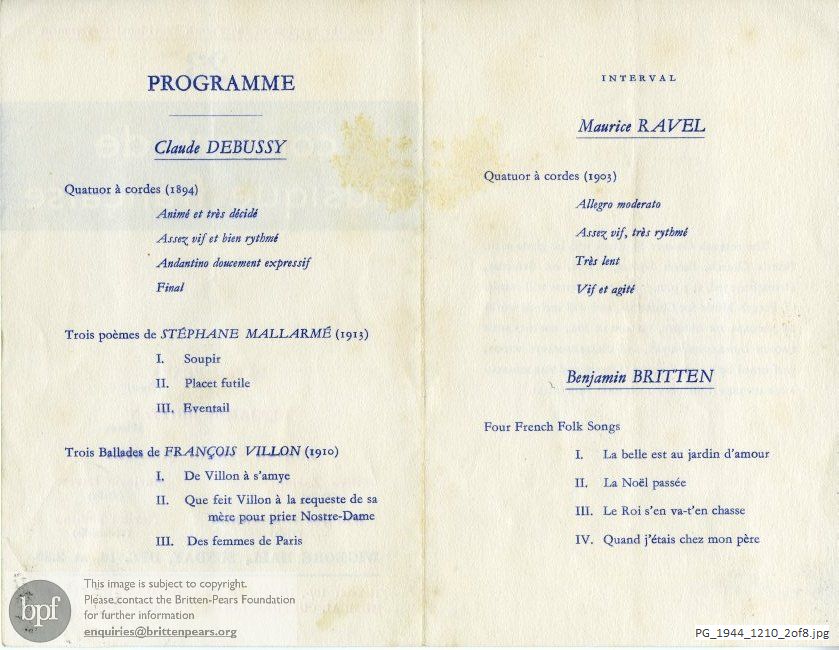 PROGRAMME
Claude DEBUSSY
Quatuor à cordes (1894)
Animé et très décidé
Assez vif et bien rythmé
Andantino doucement expressif
Final
Trois poèmes de STÉPHANE MALLARMÉ (1913)
I. Soupir
II. Placet futile
III. Eventail
Trois Ballades de FRANÇOIS VILLON (1910)
I. De Villon à s'amye
II. Que feit Villon à la requeste de sa
mère pour prier Nostre-Dame
III. Des femmes de Paris
INTERVAL
Maurice RAVEL
Quatuor à cordes (1903)
Allegro moderato
Assez vif, très rythmé
Très lent
Vif et agité
Benjamin BRITTEN
Four French Folk Songs
I. La belle est au jardin d'amour
II. La Noël passée
III. Le Roi s'en va-t'en chasse
IV. Quand j'étais chez mon père
bpf
This image is subject to copyright.
Please contact the Britten-Pears Foundation
for further information
enquiries@brittenpears.org
PG_1944_1210_2of8.jpg